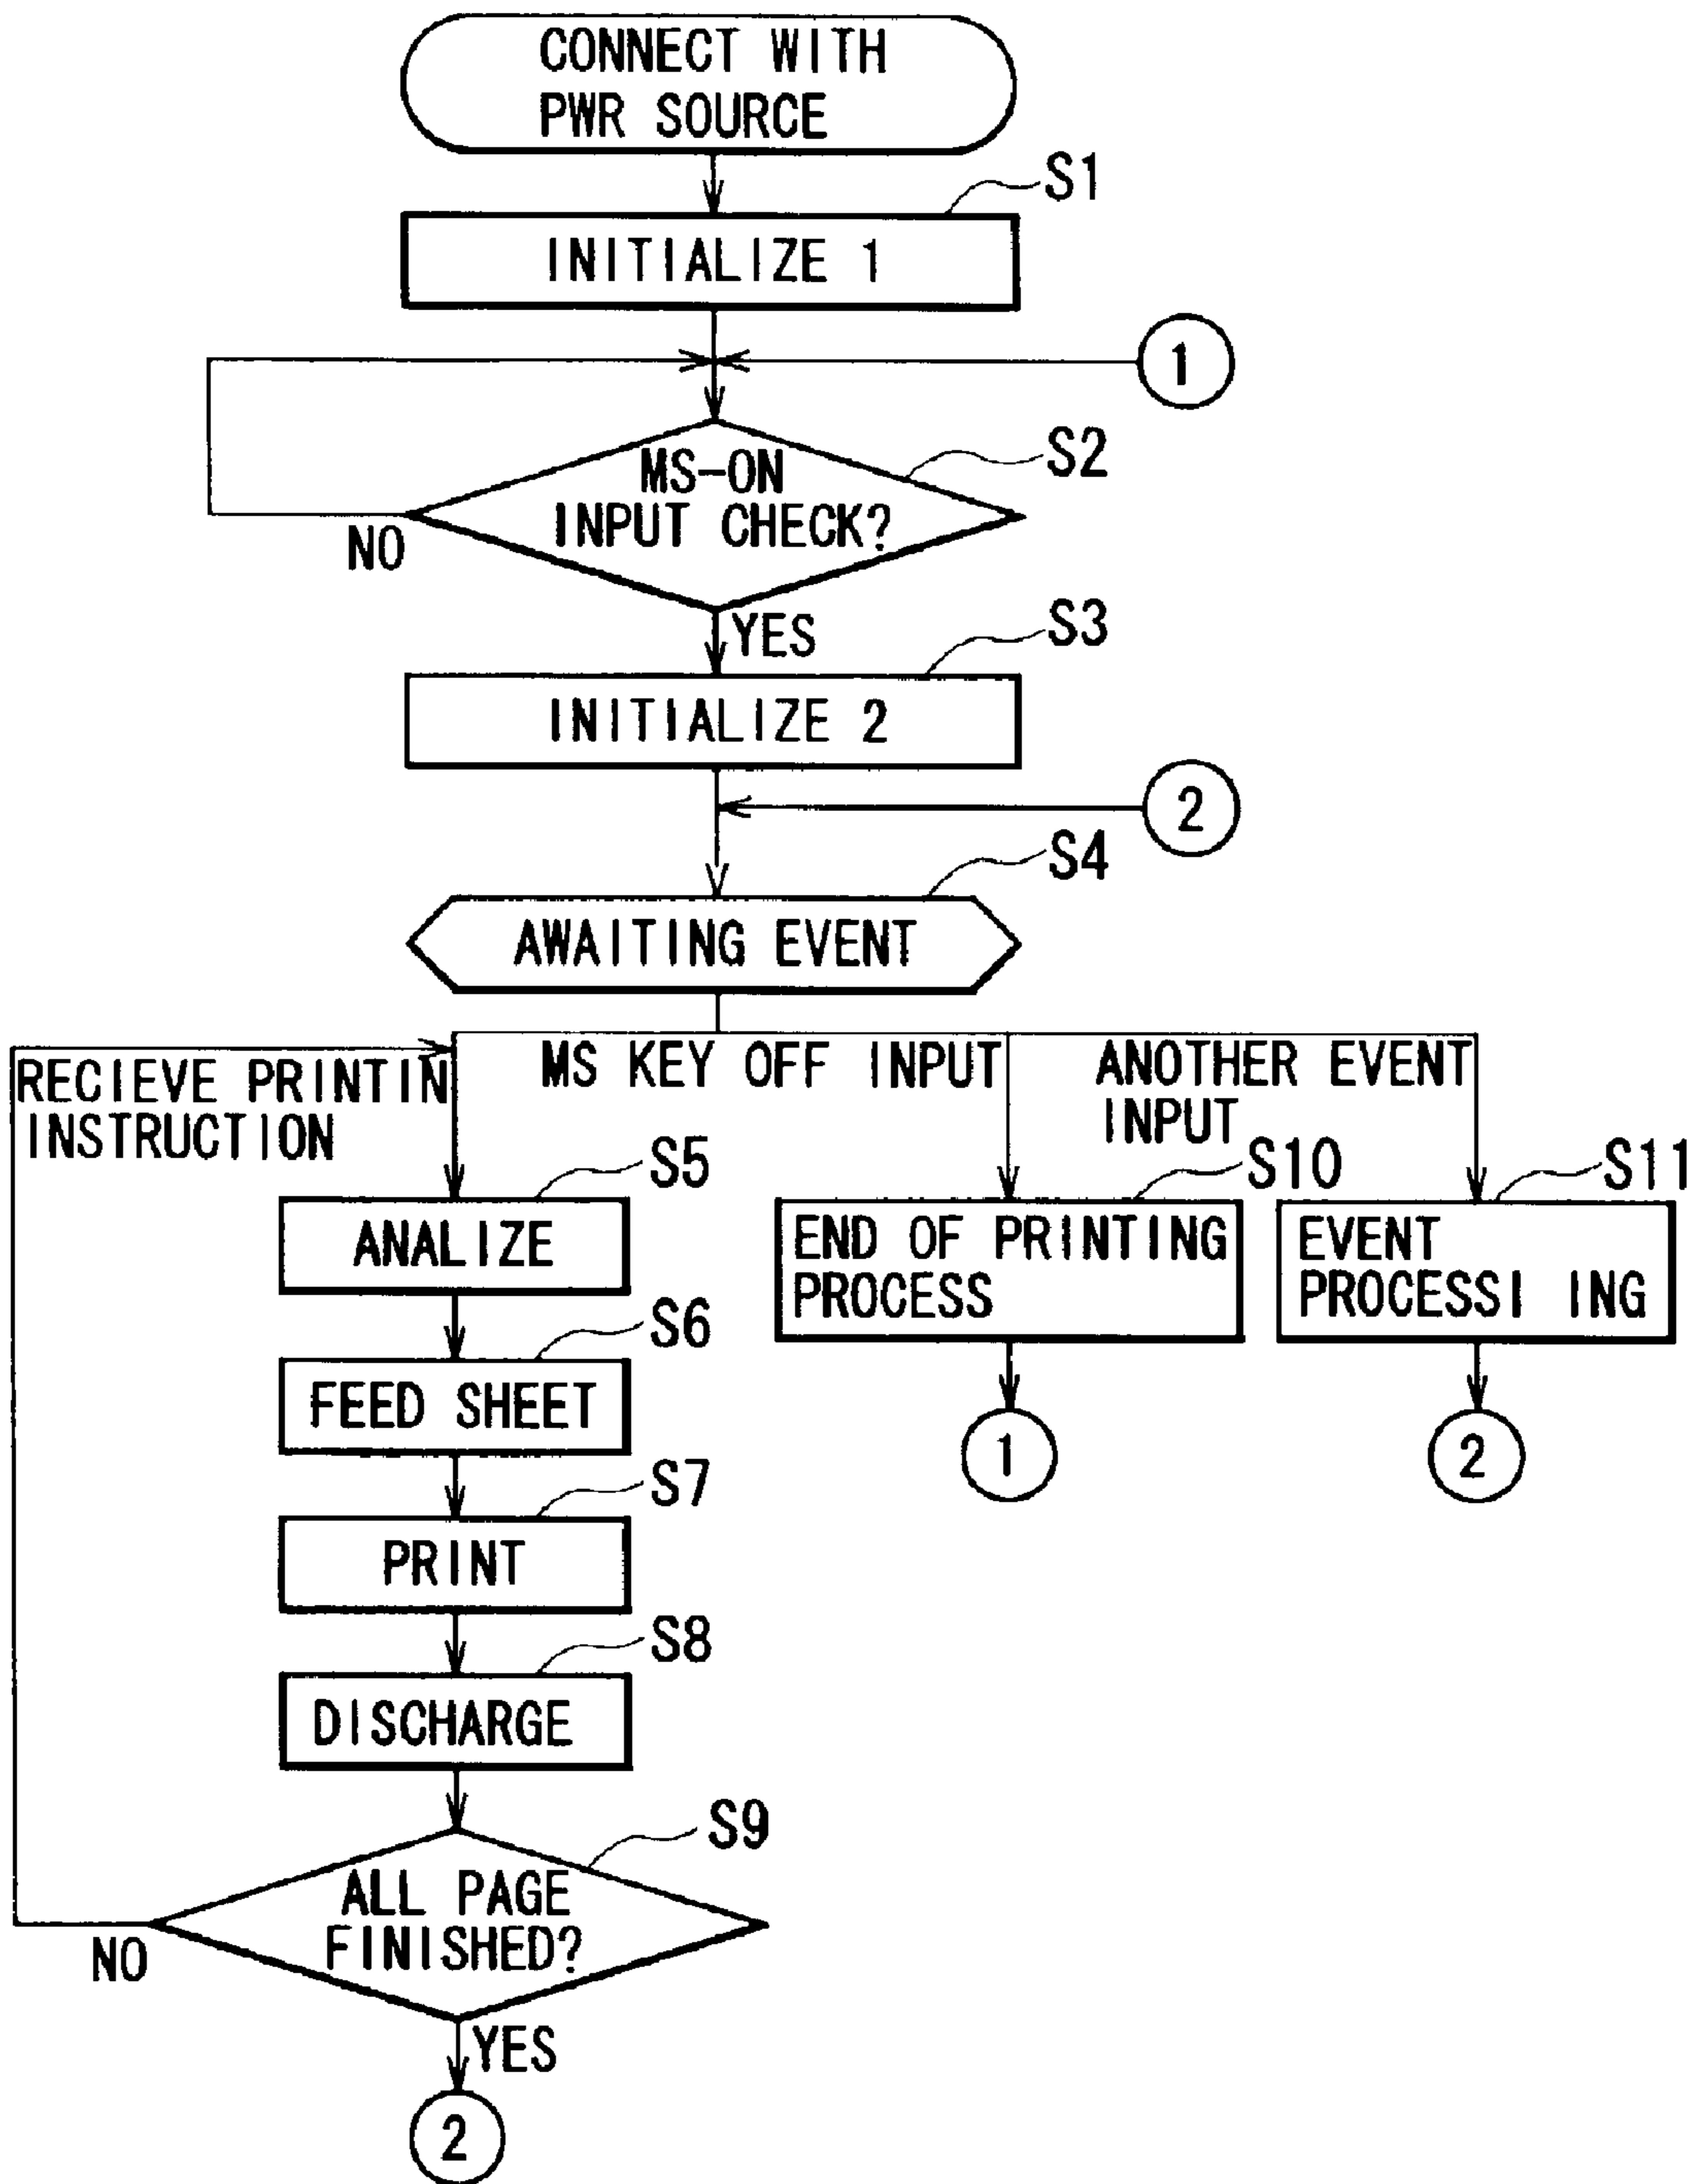 CONNECT WITH
PWR SOURCE
S1
INITIALIZE 1
1
S2
MS-ON
INPUT CHECK?
NO
YES
S3
INITIALIZE 2
2
S4
AWAITING EVENT
RECIEVE PRINTIN
INSTRUCTION
MS KEY OFF INPUT
ANOTHER EVENT
INPUT
S5
ANALIZE
S10
END OF PRINTING
PROCESS
S11
EVENT
PROCESSI ING
S6
FEED SHEET
1
2
S7
PRINT
S8
DISCHARGE
S9
ALL PAGE
FINISHED?
NO
YES
2